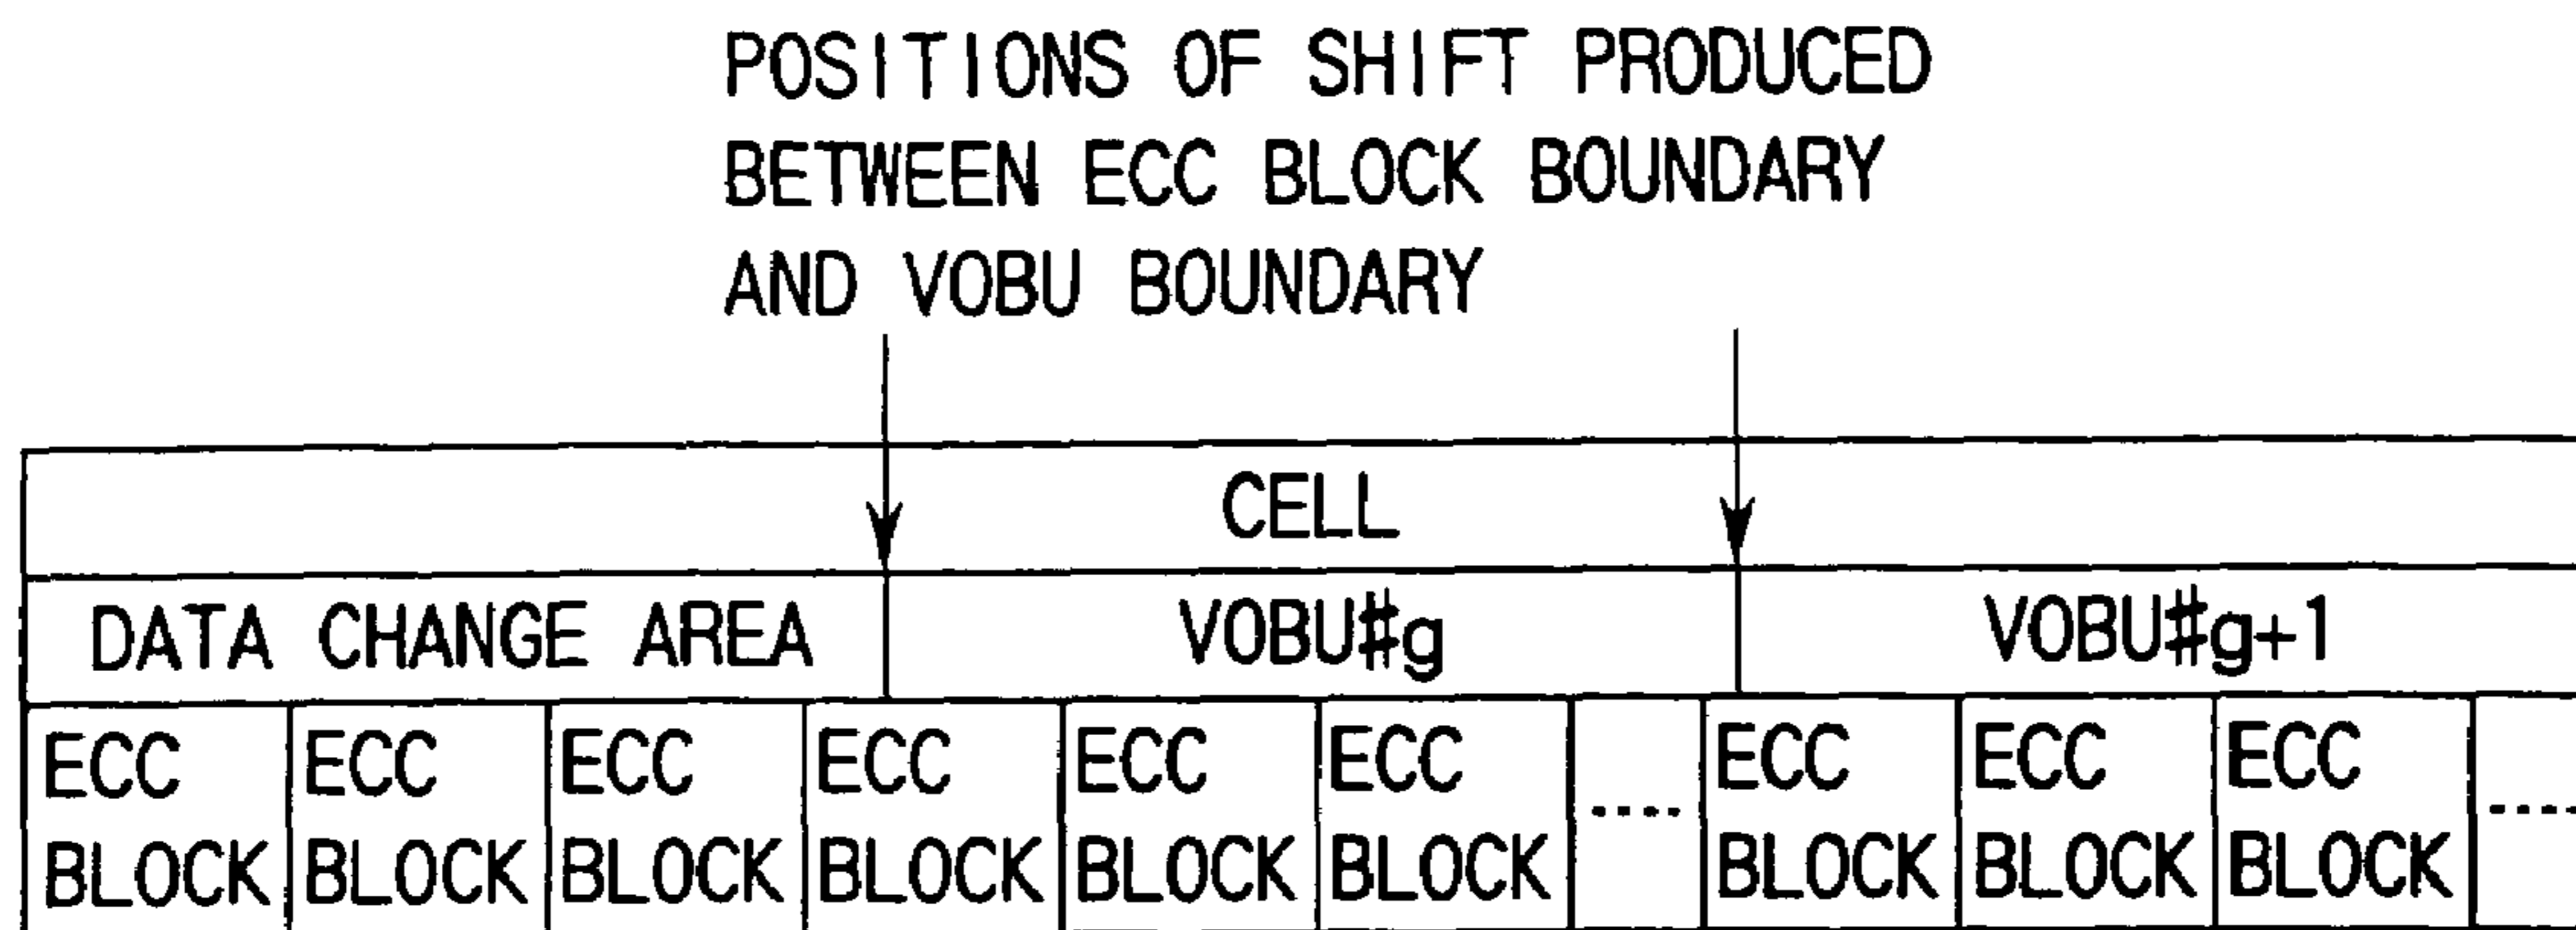 POSITIONS OF SHIFT PRODUCED
BETWEEN ECC BLOCK BOUNDARY
AND VOBU BOUNDARY
CELL
DATA CHANGE AREA VOBU#g VOBU#g+1
ECC ECC ECC ECC ECC ECC ECC ECC ECC
BLOCK BLOCK BLOCK BLOCK BLOCK BLOCK ..... BLOCK BLOCK BLOCK ....